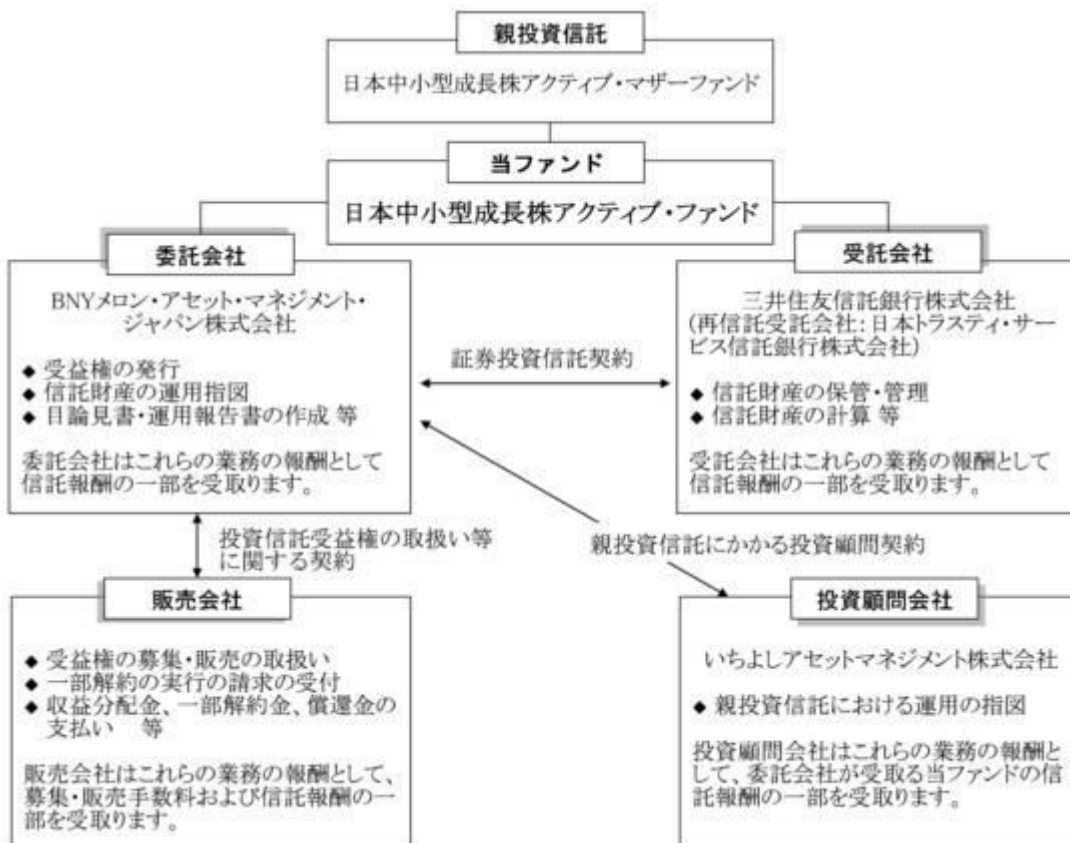 親投資信託
日本中小型成長株アクティブ・マザーファンド
当ファンド
日本中小型成長株アクティブ・ファンド
委託会社
BNYメロン・アセット・マネジメント・
ジャパン株式会社
◆ 受益権の発行
◆ 信託財産の運用指図
◆ 目論見書・運用報告書の作成 等
委託会社はこれらの業務の報酬として
信託報酬の一部を受取ります。
証券投資信託契約
受託会社
三井住友信託銀行株式会社
(再信託受託会社:日本トラスティ・サー
ビス信託銀行株式会社)
◆ 信託財産の保管・管理
◆ 信託財産の計算 等
受託会社はこれらの業務の報酬として
信託報酬の一部を受取ります。
投資信託受益権の取扱い等
に関する契約
親投資信託にかかる投資顧問契約
販売会社
◆ 受益権の募集・販売の取扱い
◆ 一部解約の実行の請求の受付
◆ 収益分配金、一部解約金、償還金の
支払い 等
販売会社はこれらの業務の報酬として、
募集・販売手数料および信託報酬の一
部を受取ります。
投資顧問会社
いちよしアセットマネジメント株式会社
◆ 親投資信託における運用の指図
投資顧問会社はこれらの業務の報酬と
して、委託会社が受取る当ファンドの信
託報酬の一部を受取ります。